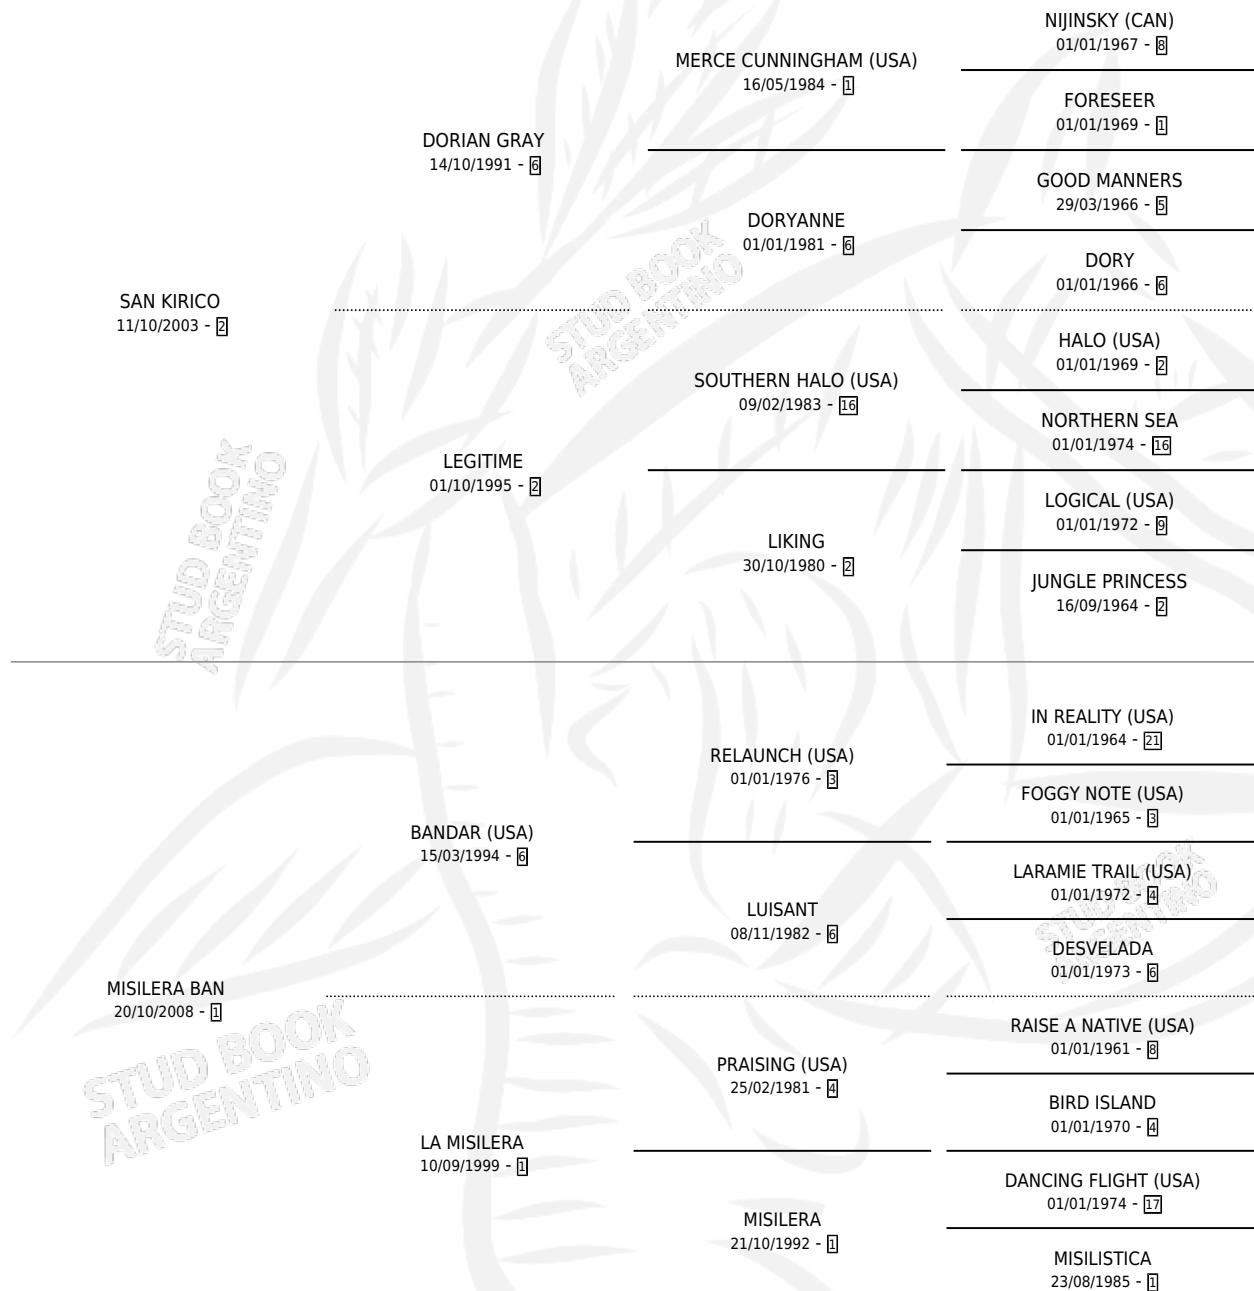 NIJINSKY (CAN)
01/01/1967 - 8
MERCE CUNNINGHAM (USA)
16/05/1984 - 1
FORESEER
01/01/1969 - 1
DORIAN GRAY
14/10/1991 - 6
GOOD MANNERS
29/03/1966 - 5
DORYANNE
01/01/1981 - 6
DORY
01/01/1966 - 6
SAN KIRICO
11/10/2003 - 2
HALO (USA)
01/01/1969 - 2
SOUTHERN HALO (USA)
09/02/1983 - 16
NORTHERN SEA
01/01/1974 - 16
LEGITIME
01/10/1995 - 2
LOGICAL (USA)
01/01/1972 - 9
LIKING
30/10/1980 - 2
JUNGLE PRINCESS
16/09/1964 - 2
STUD BOOK
ARGENTINO
STUD BOOK
ARGENTINO
IN REALITY (USA)
01/01/1964 - 21
RELAUNCH (USA)
01/01/1976 - 3
FOGGY NOTE (USA)
01/01/1965 - 3
BANDAR (USA)
15/03/1994 - 6
LARAMIE TRAIL (USA)
01/01/1972 - 4
LUISANT
08/11/1982 - 6
DESVELADA
01/01/1973 - 6
MISILERA BAN
20/10/2008 - 1
RAISE A NATIVE (USA)
01/01/1961 - 8
PRAISING (USA)
25/02/1981 - 4
BIRD ISLAND
01/01/1970 - 4
LA MISILERA
10/09/1999 - 1
DANCING FLIGHT (USA)
01/01/1974 - 17
MISILERA
21/10/1992 - 1
MISILISTICA
23/08/1985 - 1
STUD BOOK
ARGENTINO
STUD BOOK
ARGENTINO